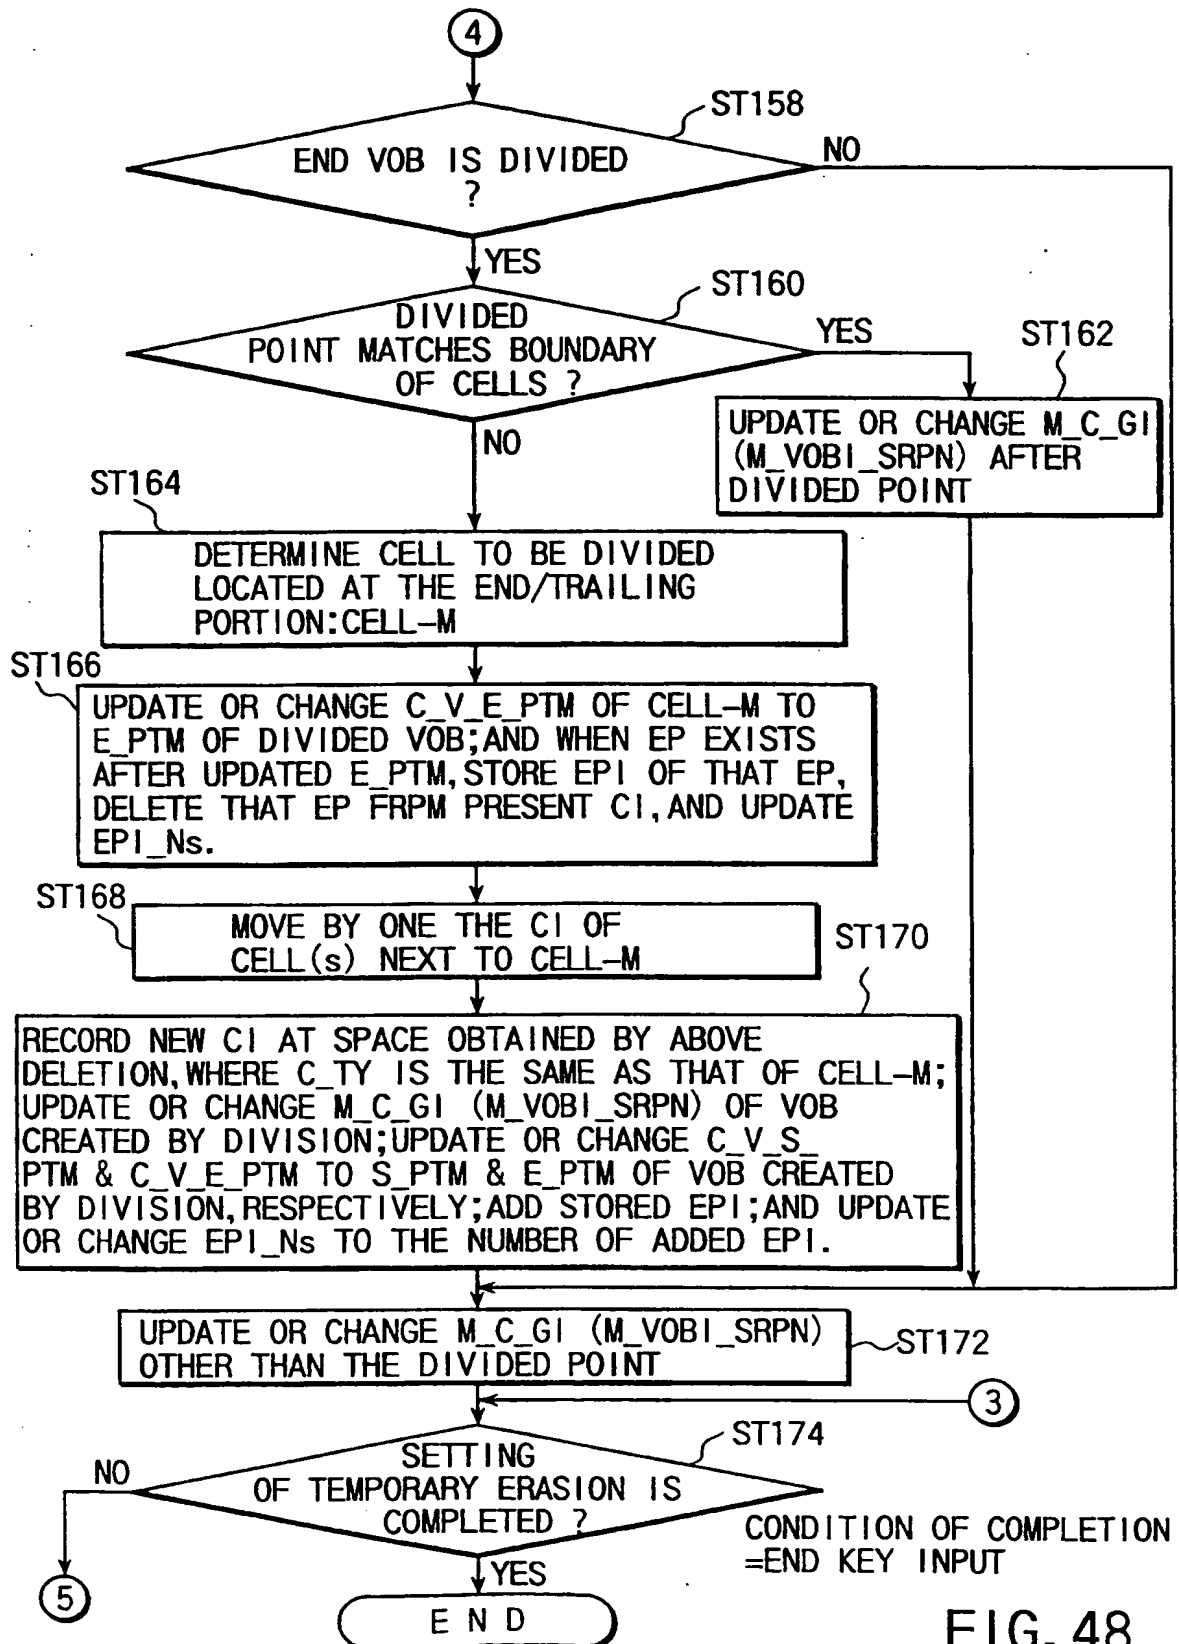 4
ST158
END VOB IS DIVIDED
?
NO
YES
ST160
DIVIDED
POINT MATCHES BOUNDARY
OF CELLS ?
YES
ST162
UPDATE OR CHANGE M_C_GI
(M_VOBI_SRPN) AFTER
DIVIDED POINT
NO
ST164
DETERMINE CELL TO BE DIVIDED
LOCATED AT THE END/TRAILING
PORTION:CELL-M
ST166
UPDATE OR CHANGE C_V_E_PTM OF CELL-M TO
E_PTM OF DIVIDED VOB;AND WHEN EP EXISTS
AFTER UPDATED E_PTM,STORE EPI OF THAT EP,
DELETE THAT EP FRPM PRESENT CI,AND UPDATE
EPI_Ns.
ST168
MOVE BY ONE THE CI OF
CELL(s) NEXT TO CELL-M
ST170
RECORD NEW CI AT SPACE OBTAINED BY ABOVE
DELETION,WHERE C_TY IS THE SAME AS THAT OF CELL-M;
UPDATE OR CHANGE M_C_GI (M_VOBI_SRPN) OF VOB
CREATED BY DIVISION;UPDATE OR CHANGE C_V_S_
PTM & C_V_E_PTM TO S_PTM & E_PTM OF VOB CREATED
BY DIVISION,RESPECTIVELY;ADD STORED EPI;AND UPDATE
OR CHANGE EPI_Ns TO THE NUMBER OF ADDED EPI.
UPDATE OR CHANGE M_C_GI (M_VOBI_SRPN)
OTHER THAN THE DIVIDED POINT
ST172
3
ST174
SETTING
OF TEMPORARY ERASION IS
COMPLETED ?
NO
CONDITION OF COMPLETION
=END KEY INPUT
YES
5
END
FIG. 48